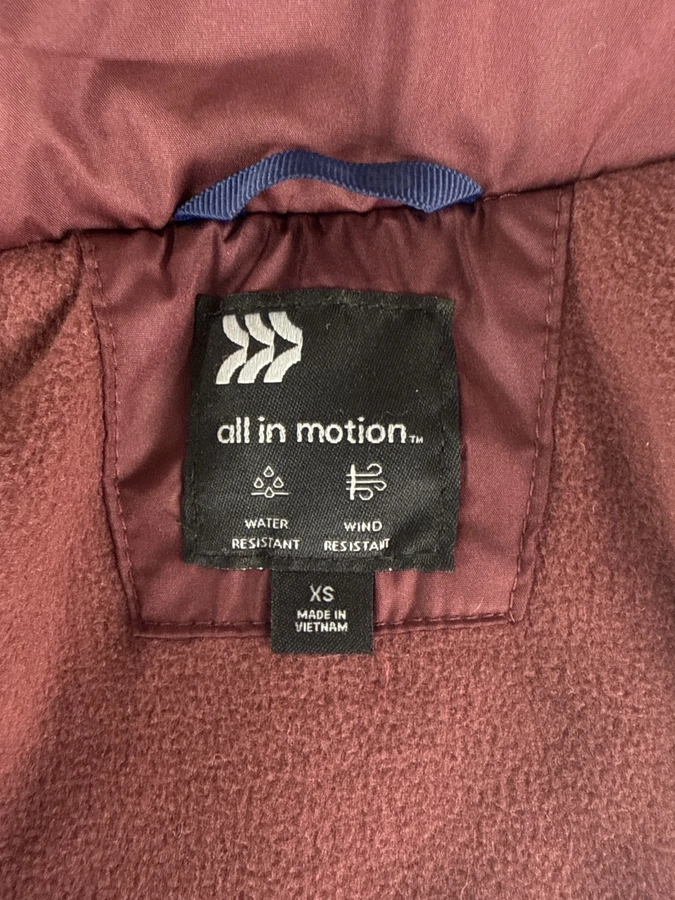 all in motion™
WATER RESISTANT
WIND RESISTANT
XS
MADE IN
VIETNAM